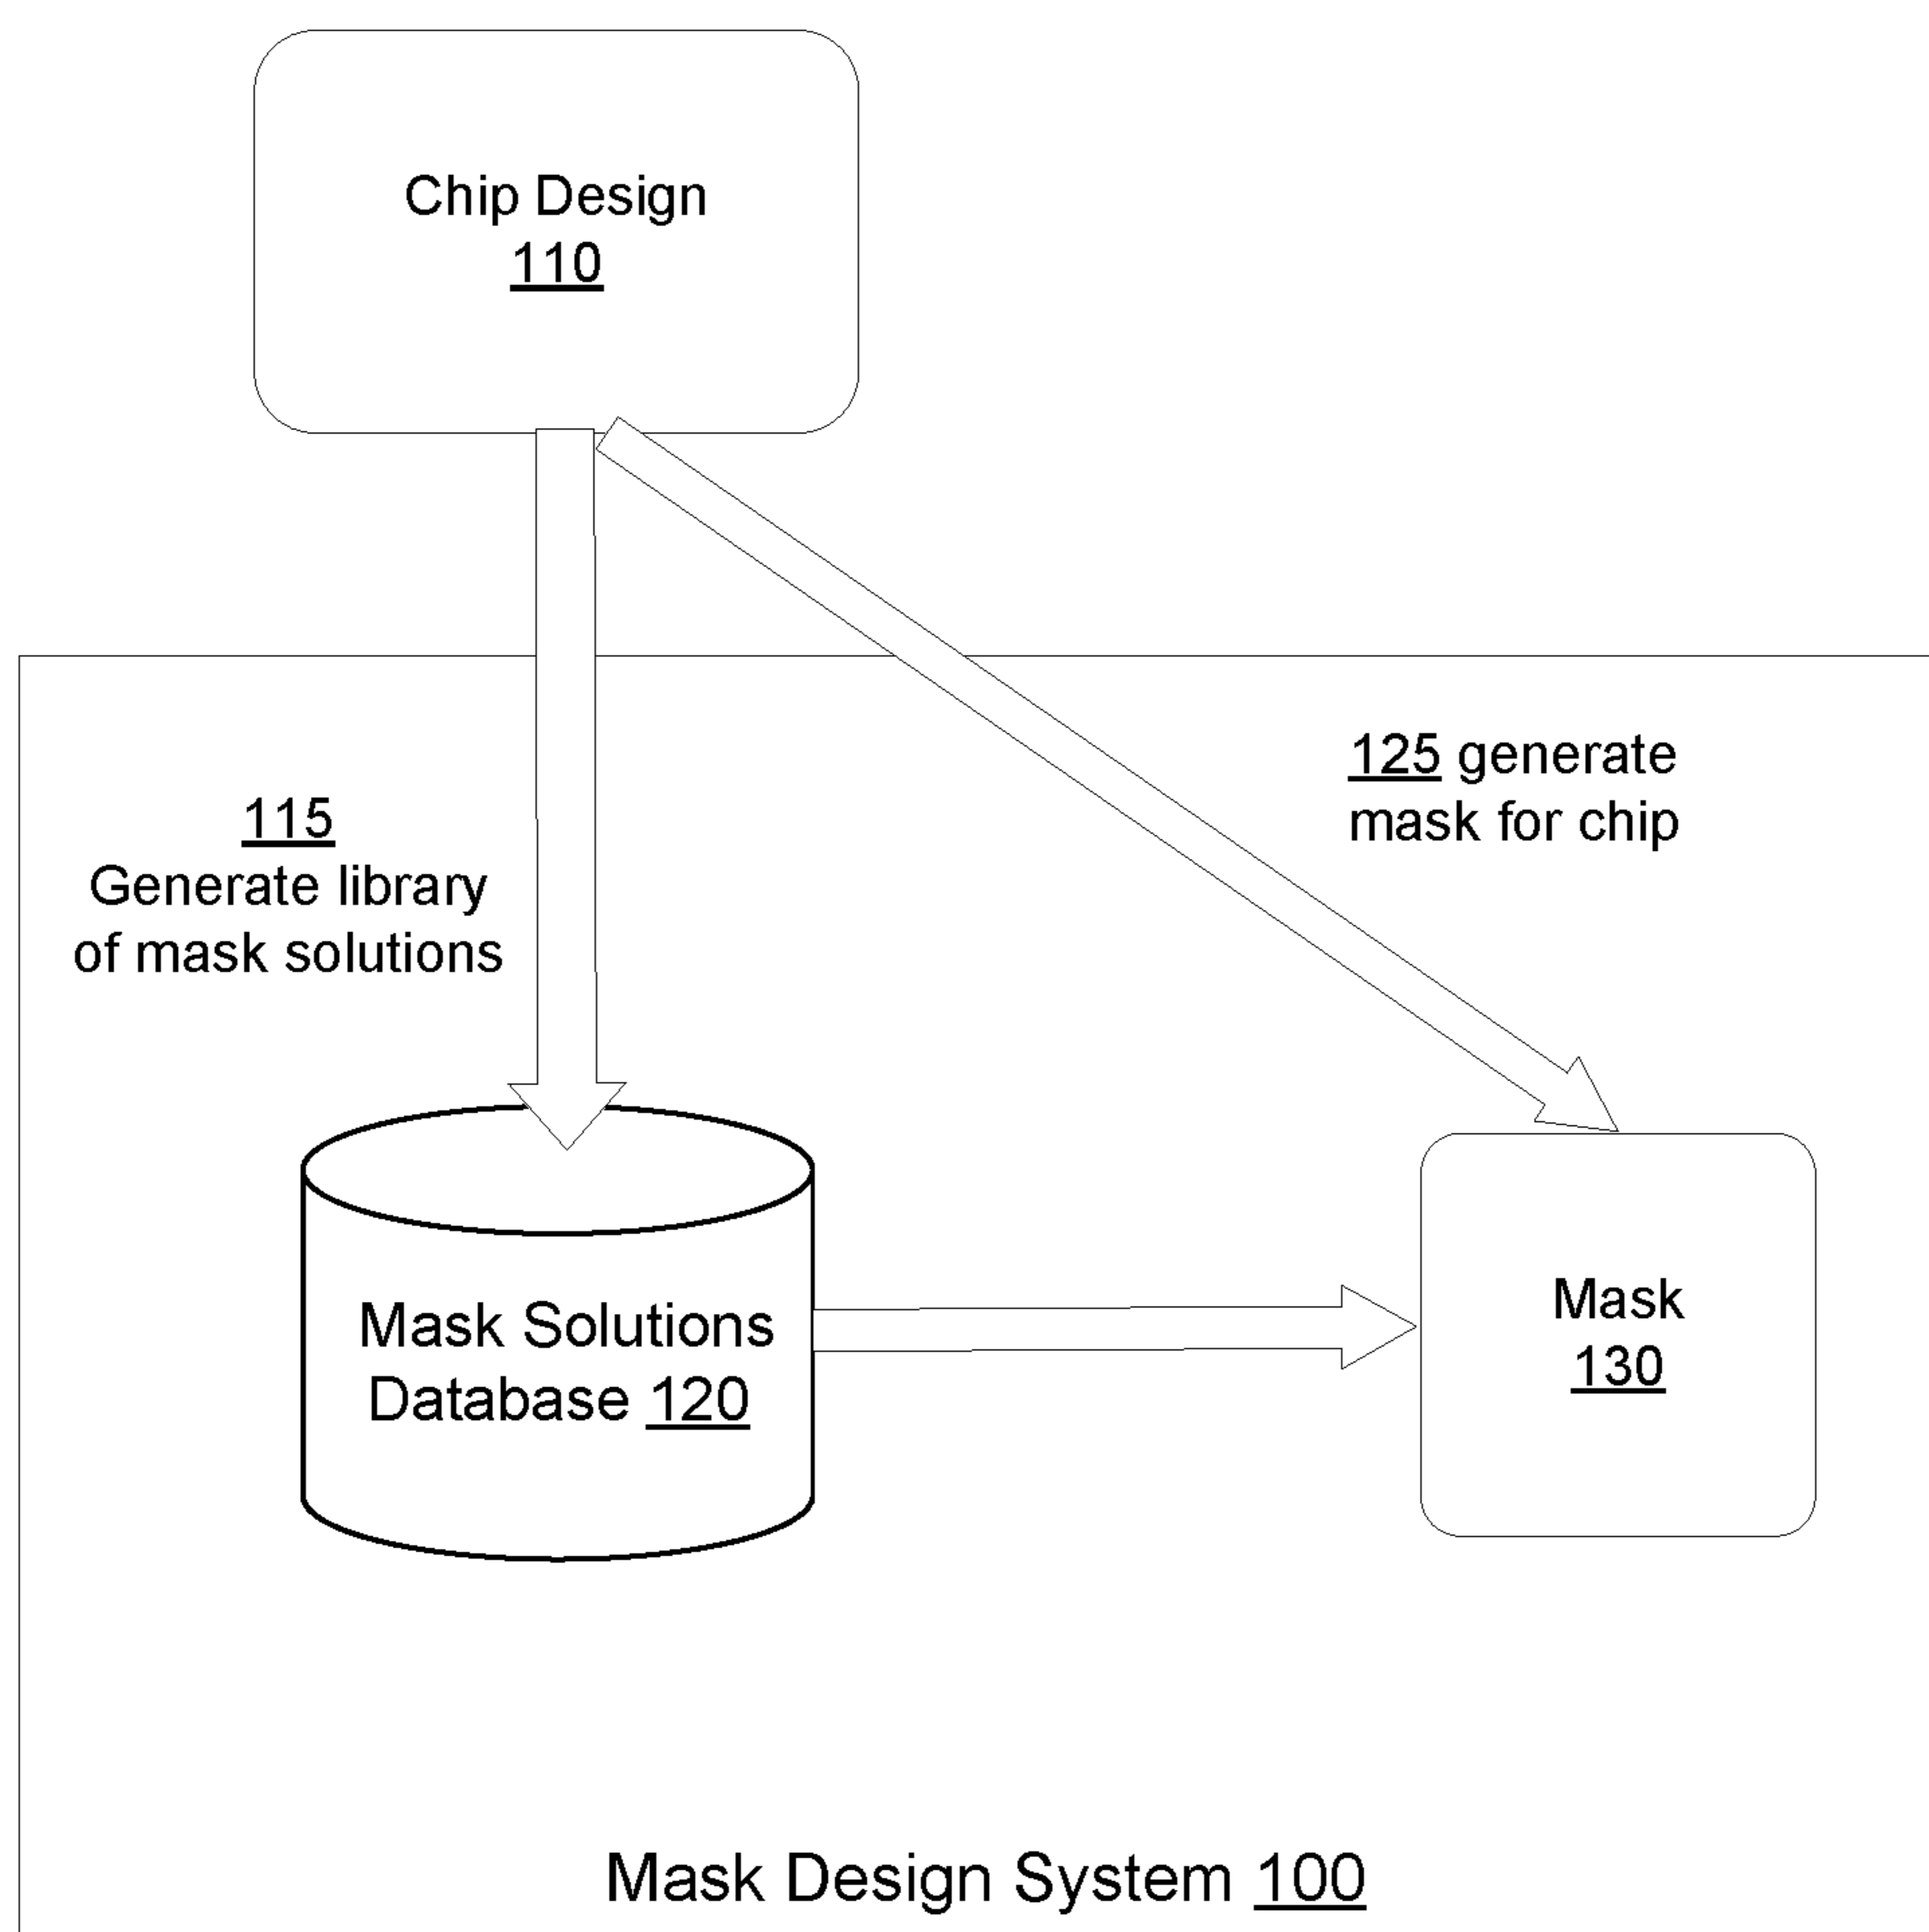 Chip Design
110
125 generate
mask for chip
115
Generate library
of mask solutions
Mask Solutions
Database 120
Mask
130
Mask Design System 100